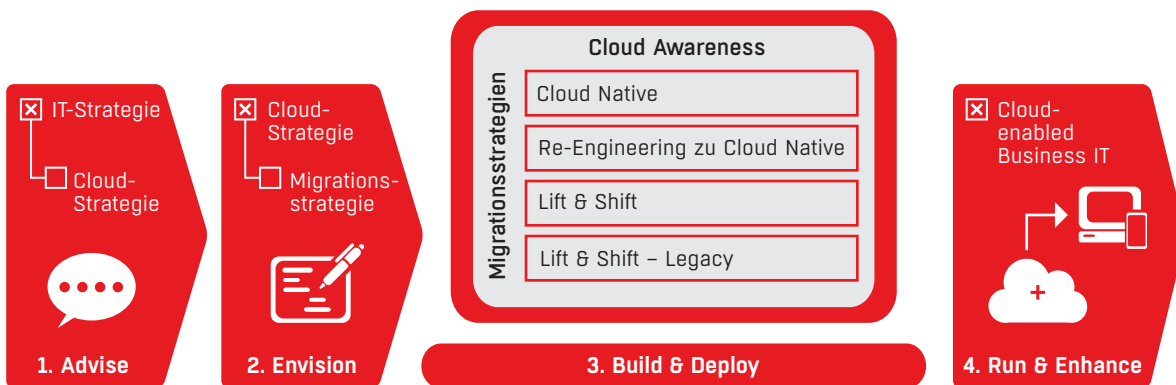 IT-Strategie
Cloud-
Strategie
1. Advise
Cloud-
Strategie
Migrations-
strategie
2. Envision
Cloud Awareness
Migrationsstrategien
Cloud Native
Re-Engineering zu Cloud Native
Lift & Shift
Lift & Shift – Legacy
3. Build & Deploy
Cloud-
enabled
Business IT
4. Run & Enhance